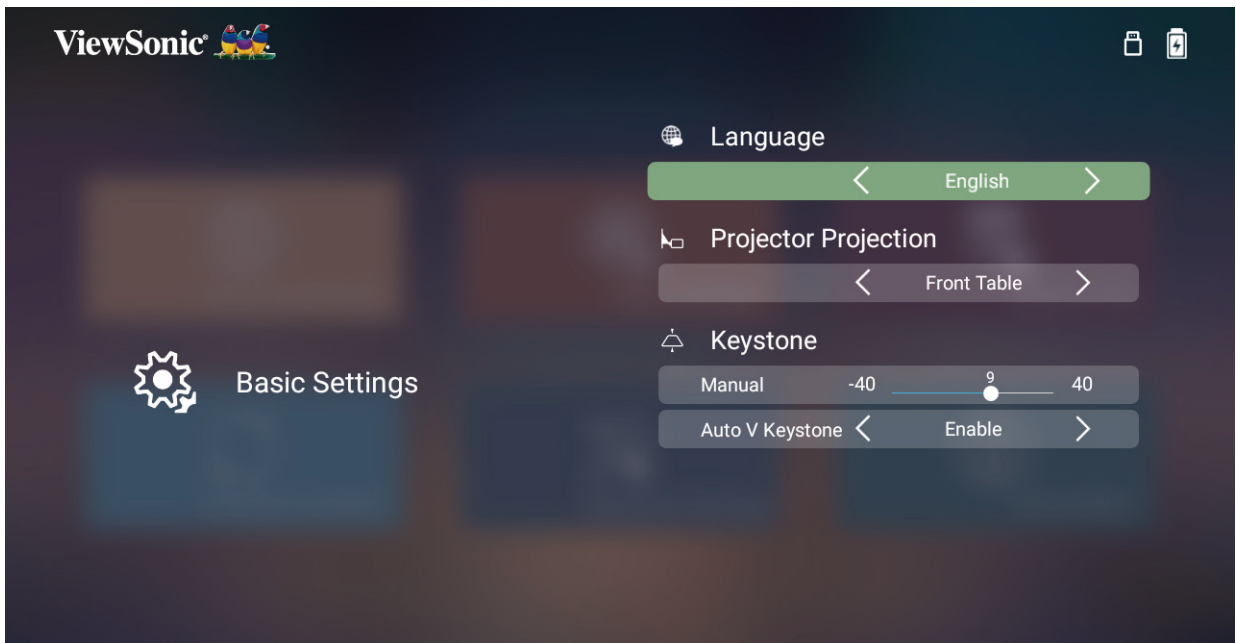 ViewSonic®
Language
English
Projector Projection
Front Table
Keystone
Manual -40 9 40
Auto V Keystone Enable
Basic Settings